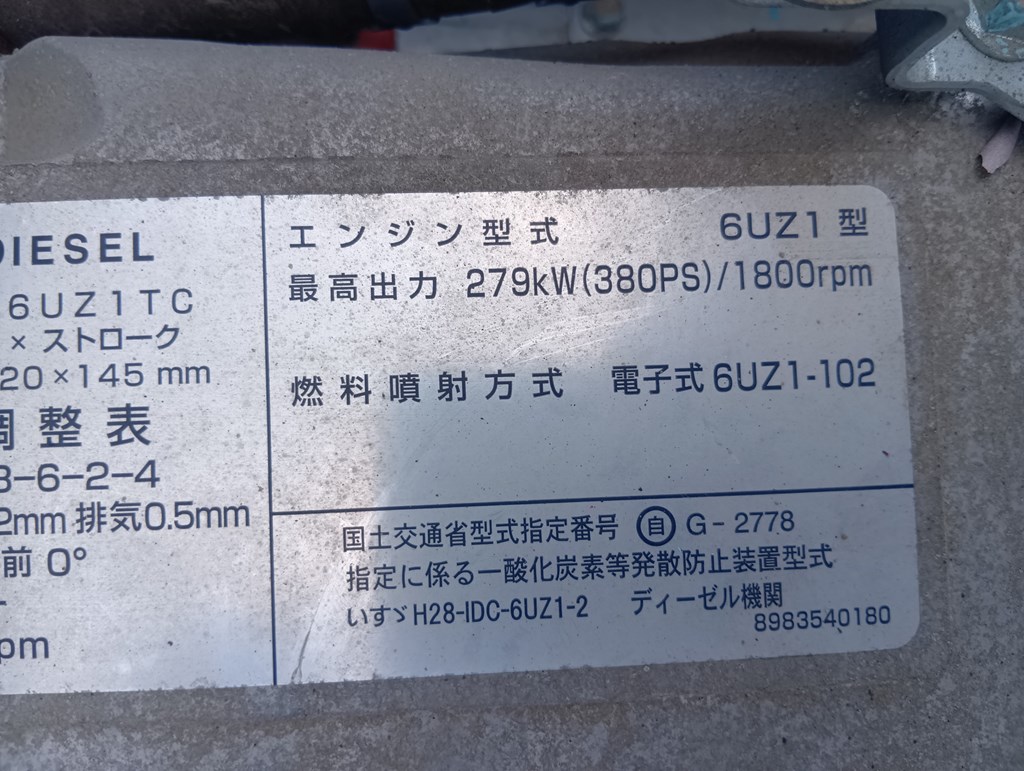 DIESEL
6UZ1TC
× ストローク
20×145 mm
調整表
3-6-2-4
2mm 排気0.5mm
前 0°
pm
エンジン型式 6UZ1型
最高出力 279kW(380PS)/1800rpm
燃料噴射方式 電子式6UZ1-102
国土交通省型式指定番号 自 G-2778
指定に係る一酸化炭素等発散防止装置型式
いすゞH28-IDC-6UZ1-2 ディーゼル機関
8983540180